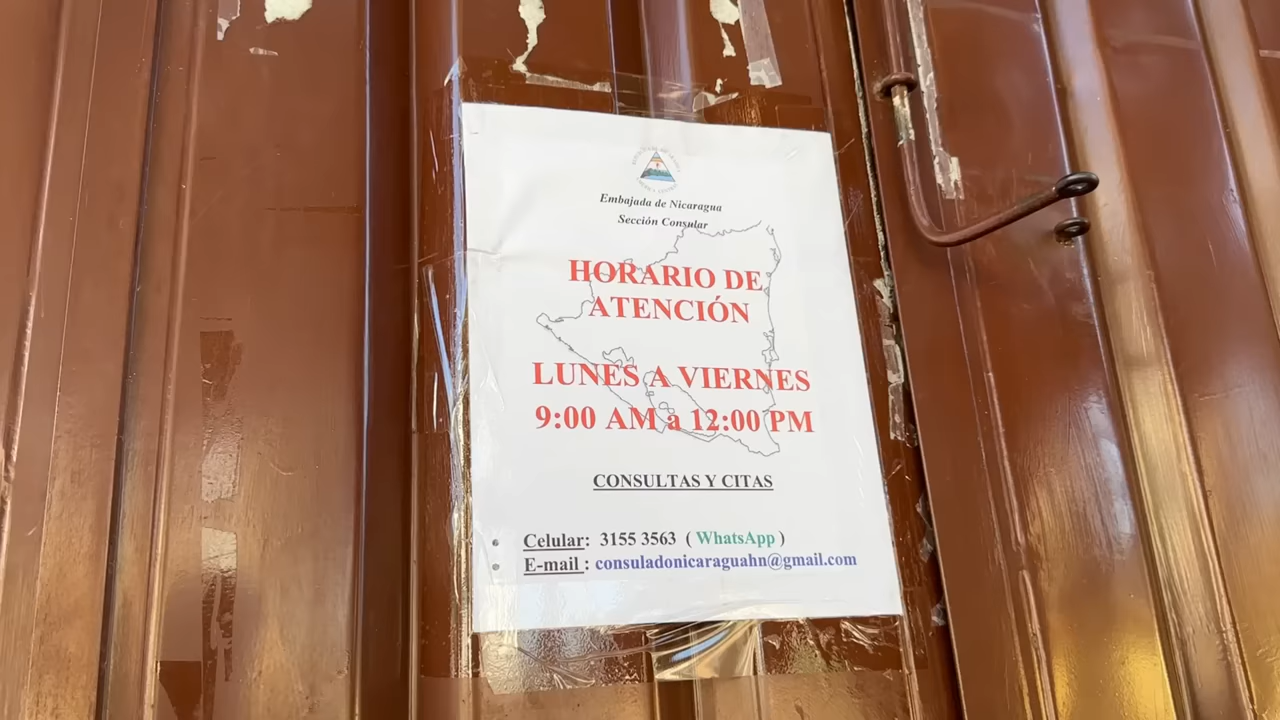 Embajada de Nicaragua
Sección Consular
HORARIO DE
ATENCIÓN
LUNES A VIERNES
9:00 AM a 12:00 PM
CONSULTAS Y CITAS
• Celular: 3155 3563 ( WhatsApp )
• E-mail : consuladonicaraguahn@gmail.com